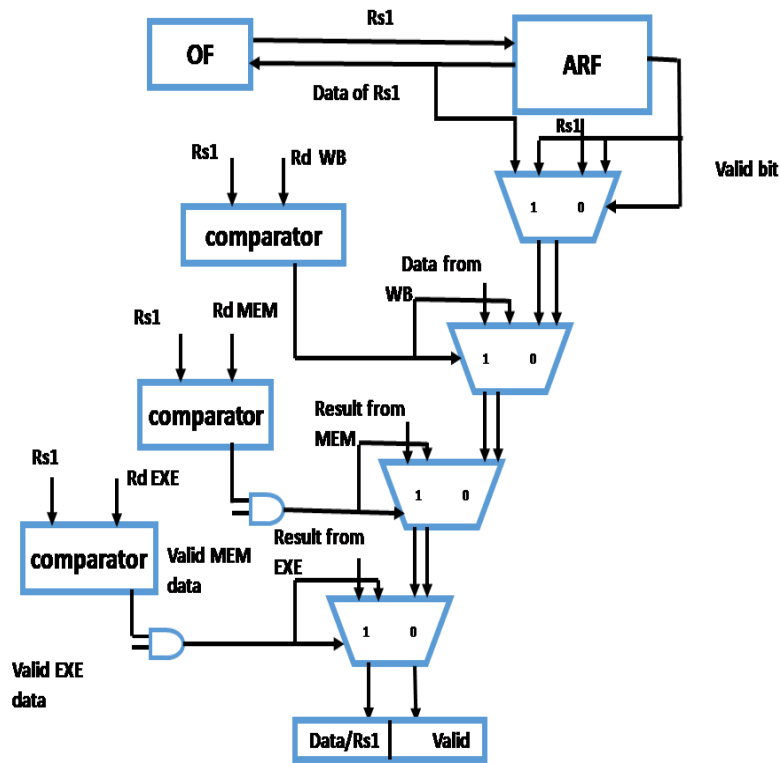 Rs1
OF
ARF
Data of Rs1
Rs1
Rs1
Rd WB
Valid bit
1 0
comparator
Data from
WB
Rs1
Rd MEM
1 0
comparator
Result from
MEM
Rs1
Rd EXE
1 0
comparator
Valid MEM
data
Result from
EXE
1 0
Valid EXE
data
Data/Rs1
Valid